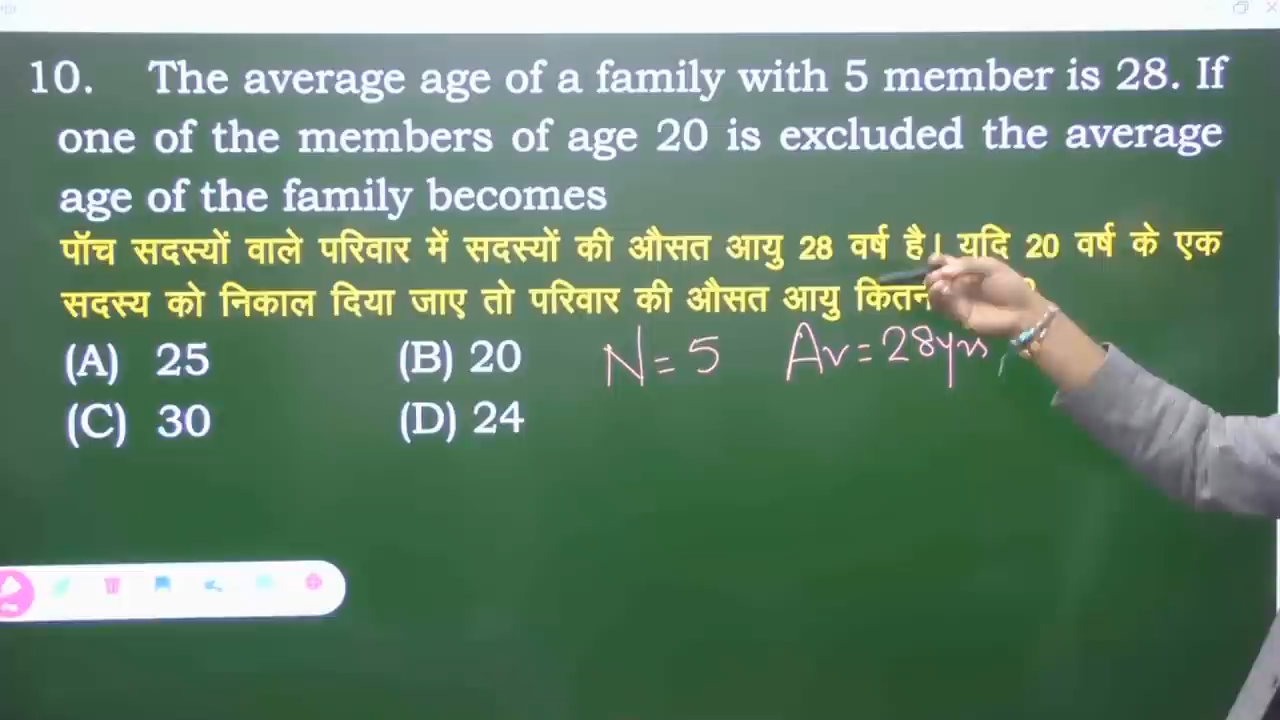 10. The average age of a family with 5 member is 28. If
one of the members of age 20 is excluded the average
age of the family becomes
पॉच सदस्यों वाले परिवार में सदस्यों की औसत आयु 28 वर्ष है। यदि 20 वर्ष के एक
सदस्य को निकाल दिया जाए तो परिवार की औसत आयु
(A) 25 (B) 20 N=5 Av=28yrs
(C) 30 (D) 24